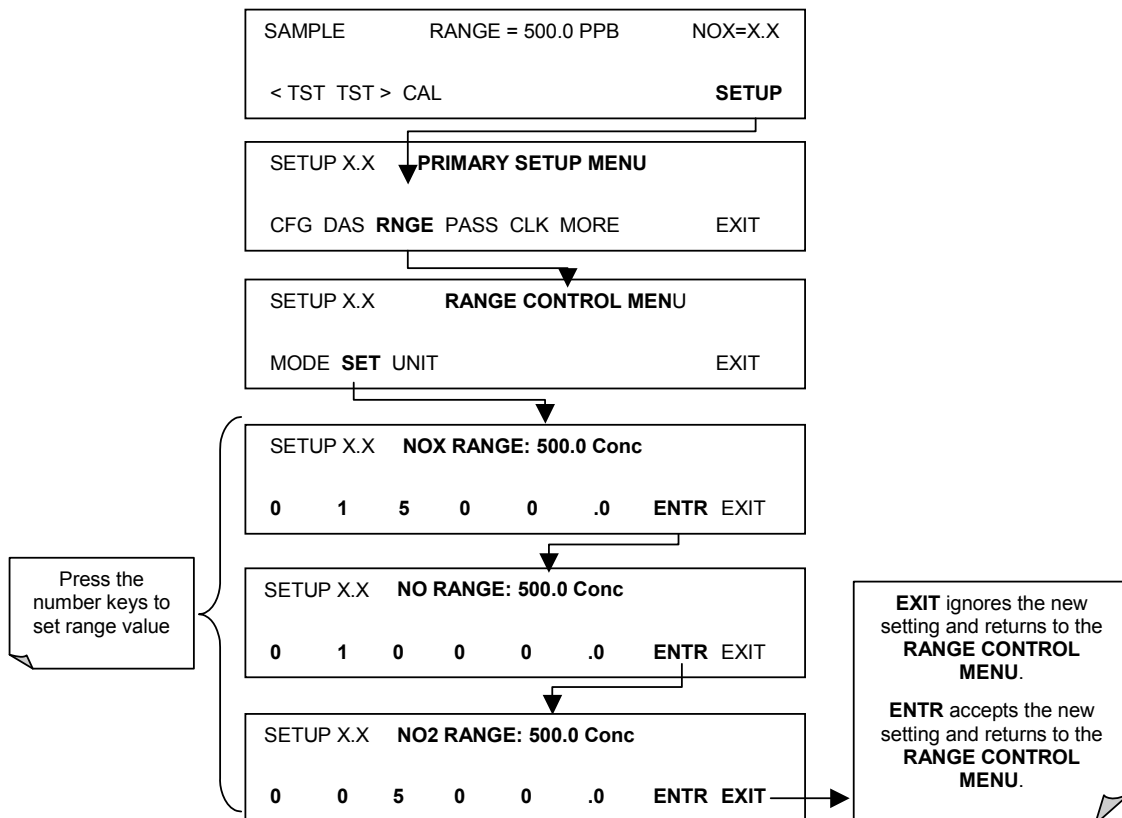 SAMPLE RANGE = 500.0 PPB NOX=X.X
< TST TST > CAL SETUP
SETUP X.X PRIMARY SETUP MENU
CFG DAS RNGE PASS CLK MORE EXIT
SETUP X.X RANGE CONTROL MENU
MODE SET UNIT EXIT
SETUP X.X NOX RANGE: 500.0 Conc
0 1 5 0 0 .0 ENTR EXIT
SETUP X.X NO RANGE: 500.0 Conc
0 1 0 0 0 .0 ENTR EXIT
SETUP X.X NO2 RANGE: 500.0 Conc
0 0 5 0 0 .0 ENTR EXIT
Press the
number keys to
set range value
EXIT ignores the new
setting and returns to the
RANGE CONTROL
MENU.
ENTR accepts the new
setting and returns to the
RANGE CONTROL
MENU.